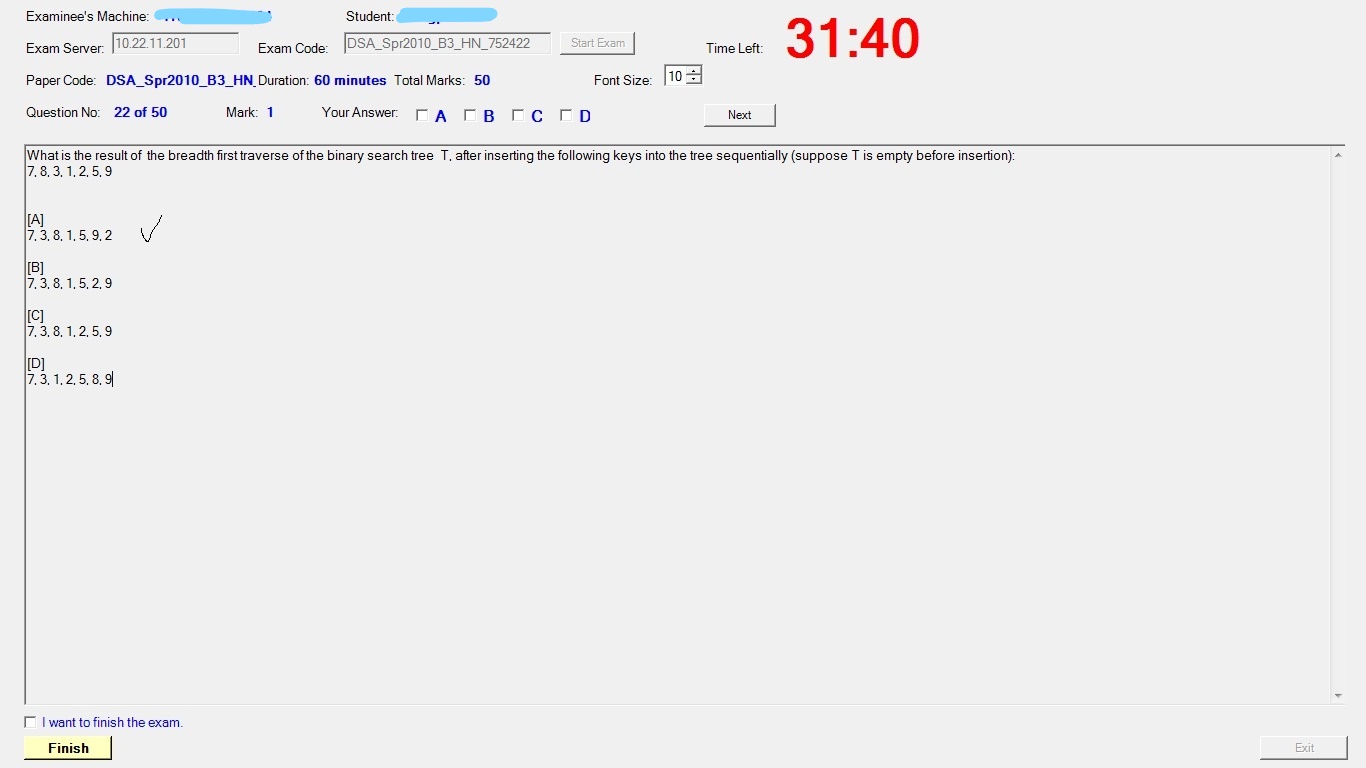 Examinee's Machine: Student:
Exam Server: 10.22.11.201 Exam Code: DSA_Spr2010_B3_HN_752422 Start Exam Time Left: 31:40
Paper Code: DSA_Spr2010_B3_HN_ Duration: 60 minutes Total Marks: 50 Font Size: 10
Question No: 22 of 50 Mark: 1 Your Answer: A B C D Next
What is the result of the breadth first traverse of the binary search tree T, after inserting the following keys into the tree sequentially (suppose T is empty before insertion):
7, 8, 3, 1, 2, 5, 9
[A]
7, 3, 8, 1, 5, 9, 2
[B]
7, 3, 8, 1, 5, 2, 9
[C]
7, 3, 8, 1, 2, 5, 9
[D]
7, 3, 1, 2, 5, 8, 9
I want to finish the exam.
Finish Exit